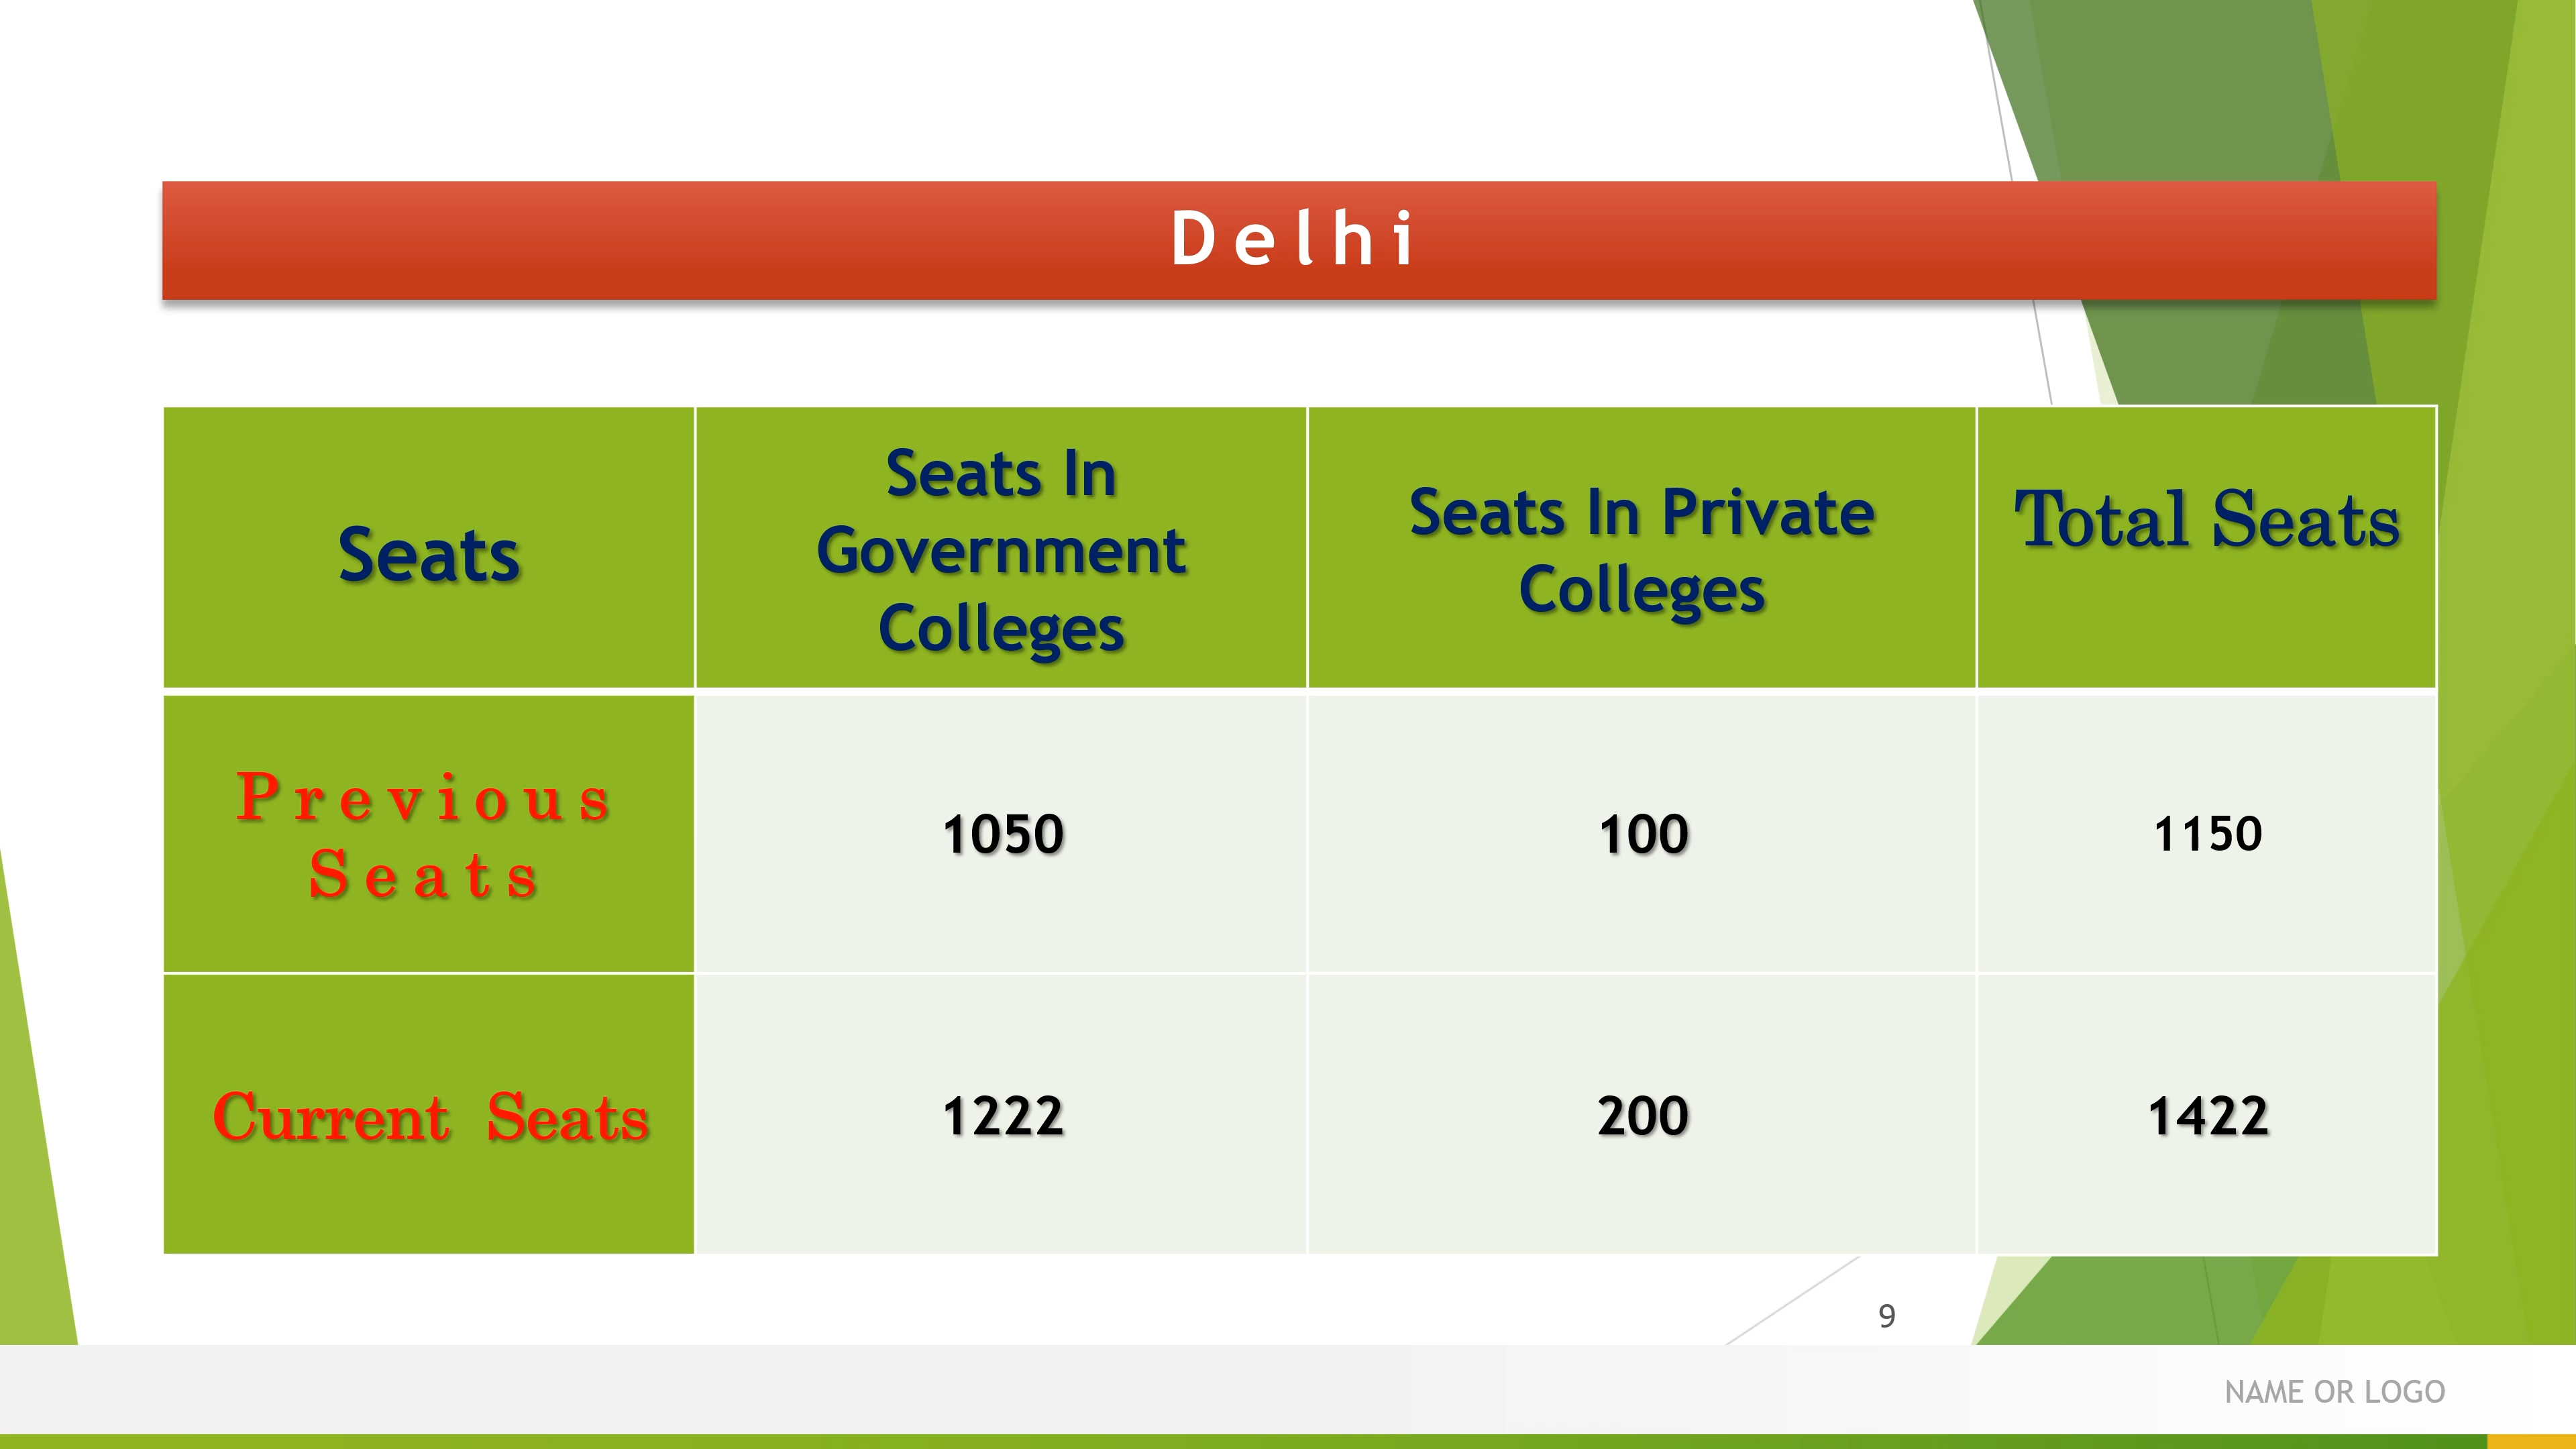 Delhi
Seats
Seats In
Government
Colleges
Seats In Private
Colleges
Total Seats
Previous
Seats
1050
100
1150
Current Seats
1222
200
1422
9
NAME OR LOGO